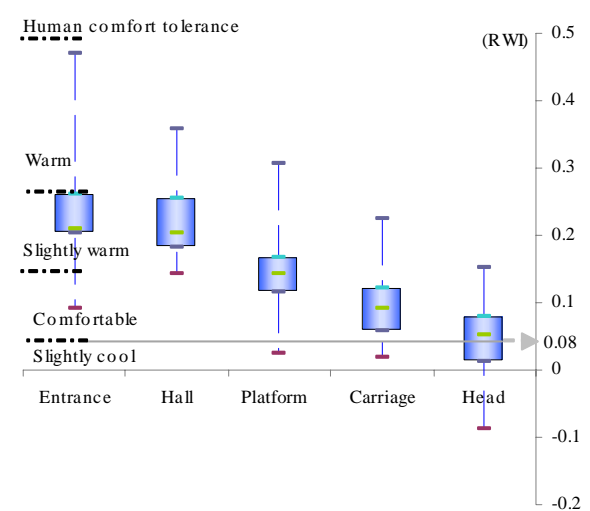 Human comfort tolerance
(RWI)
0.5
0.4
Warm
0.3
0.2
Slightly warm
0.1
Comfortable
0.08
Slightly cool
0
Entrance
Hall
Platform
Carriage
Head
-0.1
-0.2